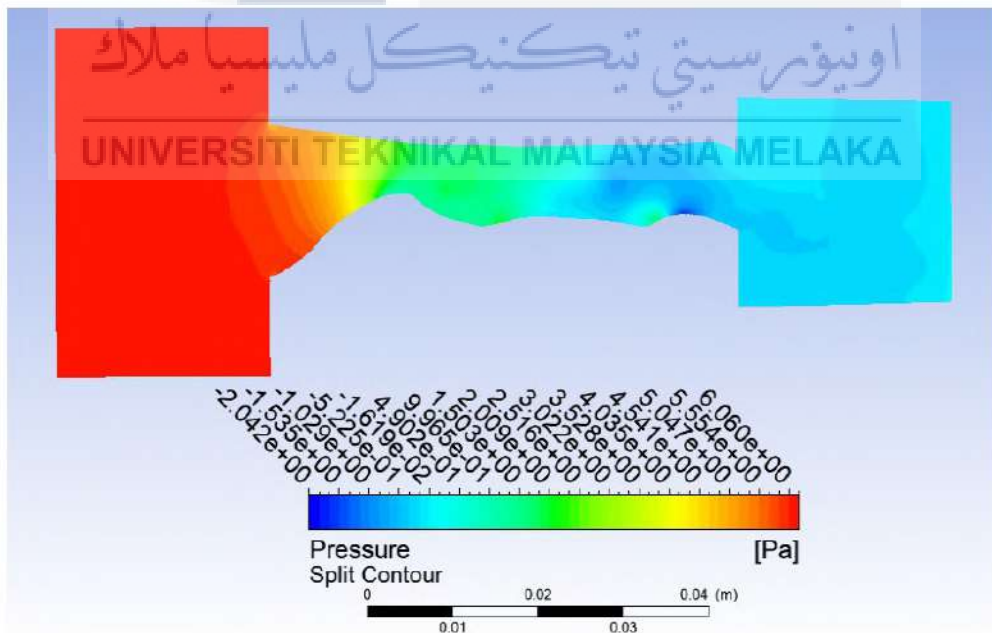 اونيۏرسيتي تيكنيكل مليسيا ملاك
UNIVERSITI TEKNIKAL MALAYSIA MELAKA
-2.042e+00
-1.535e+00
-1.029e+00
-5.225e-01
-1.619e-02
4.902e-01
9.965e-01
1.503e+00
2.009e+00
2.516e+00
3.022e+00
3.528e+00
4.035e+00
4.541e+00
5.047e+00
5.554e+00
6.060e+00
Pressure [Pa]
Split Contour
0 0.02 0.04 (m)
0.01 0.03